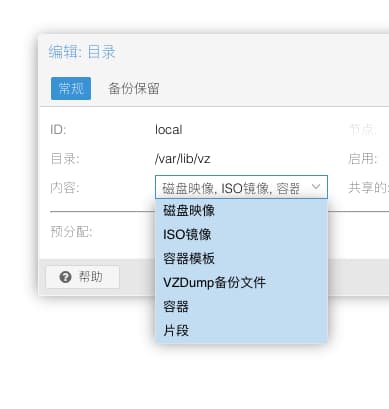 编辑: 目录
常规 备份保留
ID: local 节点:
目录: /var/lib/vz 启用:
内容: 磁盘映像, ISO镜像, 容器 共享的:
磁盘映像
ISO镜像
容器模板
预分配:
VZDump备份文件
容器
片段
帮助